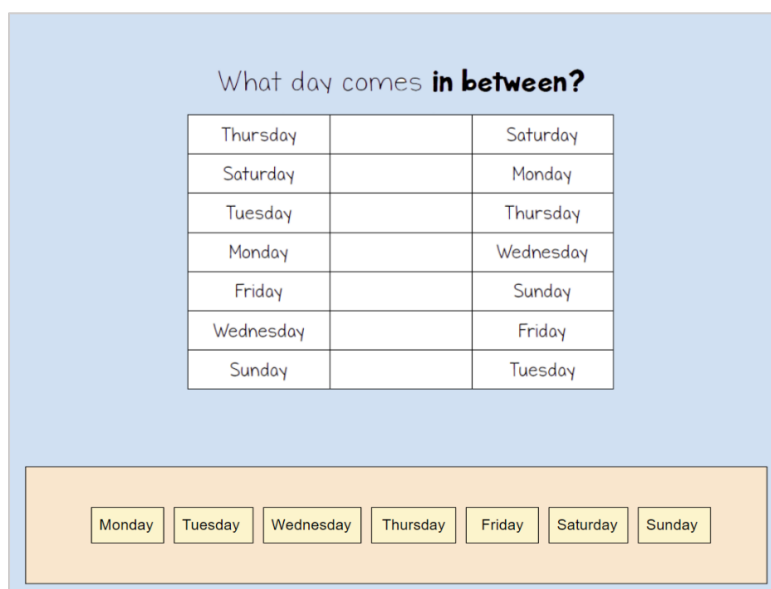 What day comes in between?
Thursday Saturday
Saturday Monday
Tuesday Thursday
Monday Wednesday
Friday Sunday
Wednesday Friday
Sunday Tuesday
Monday Tuesday Wednesday Thursday Friday Saturday Sunday